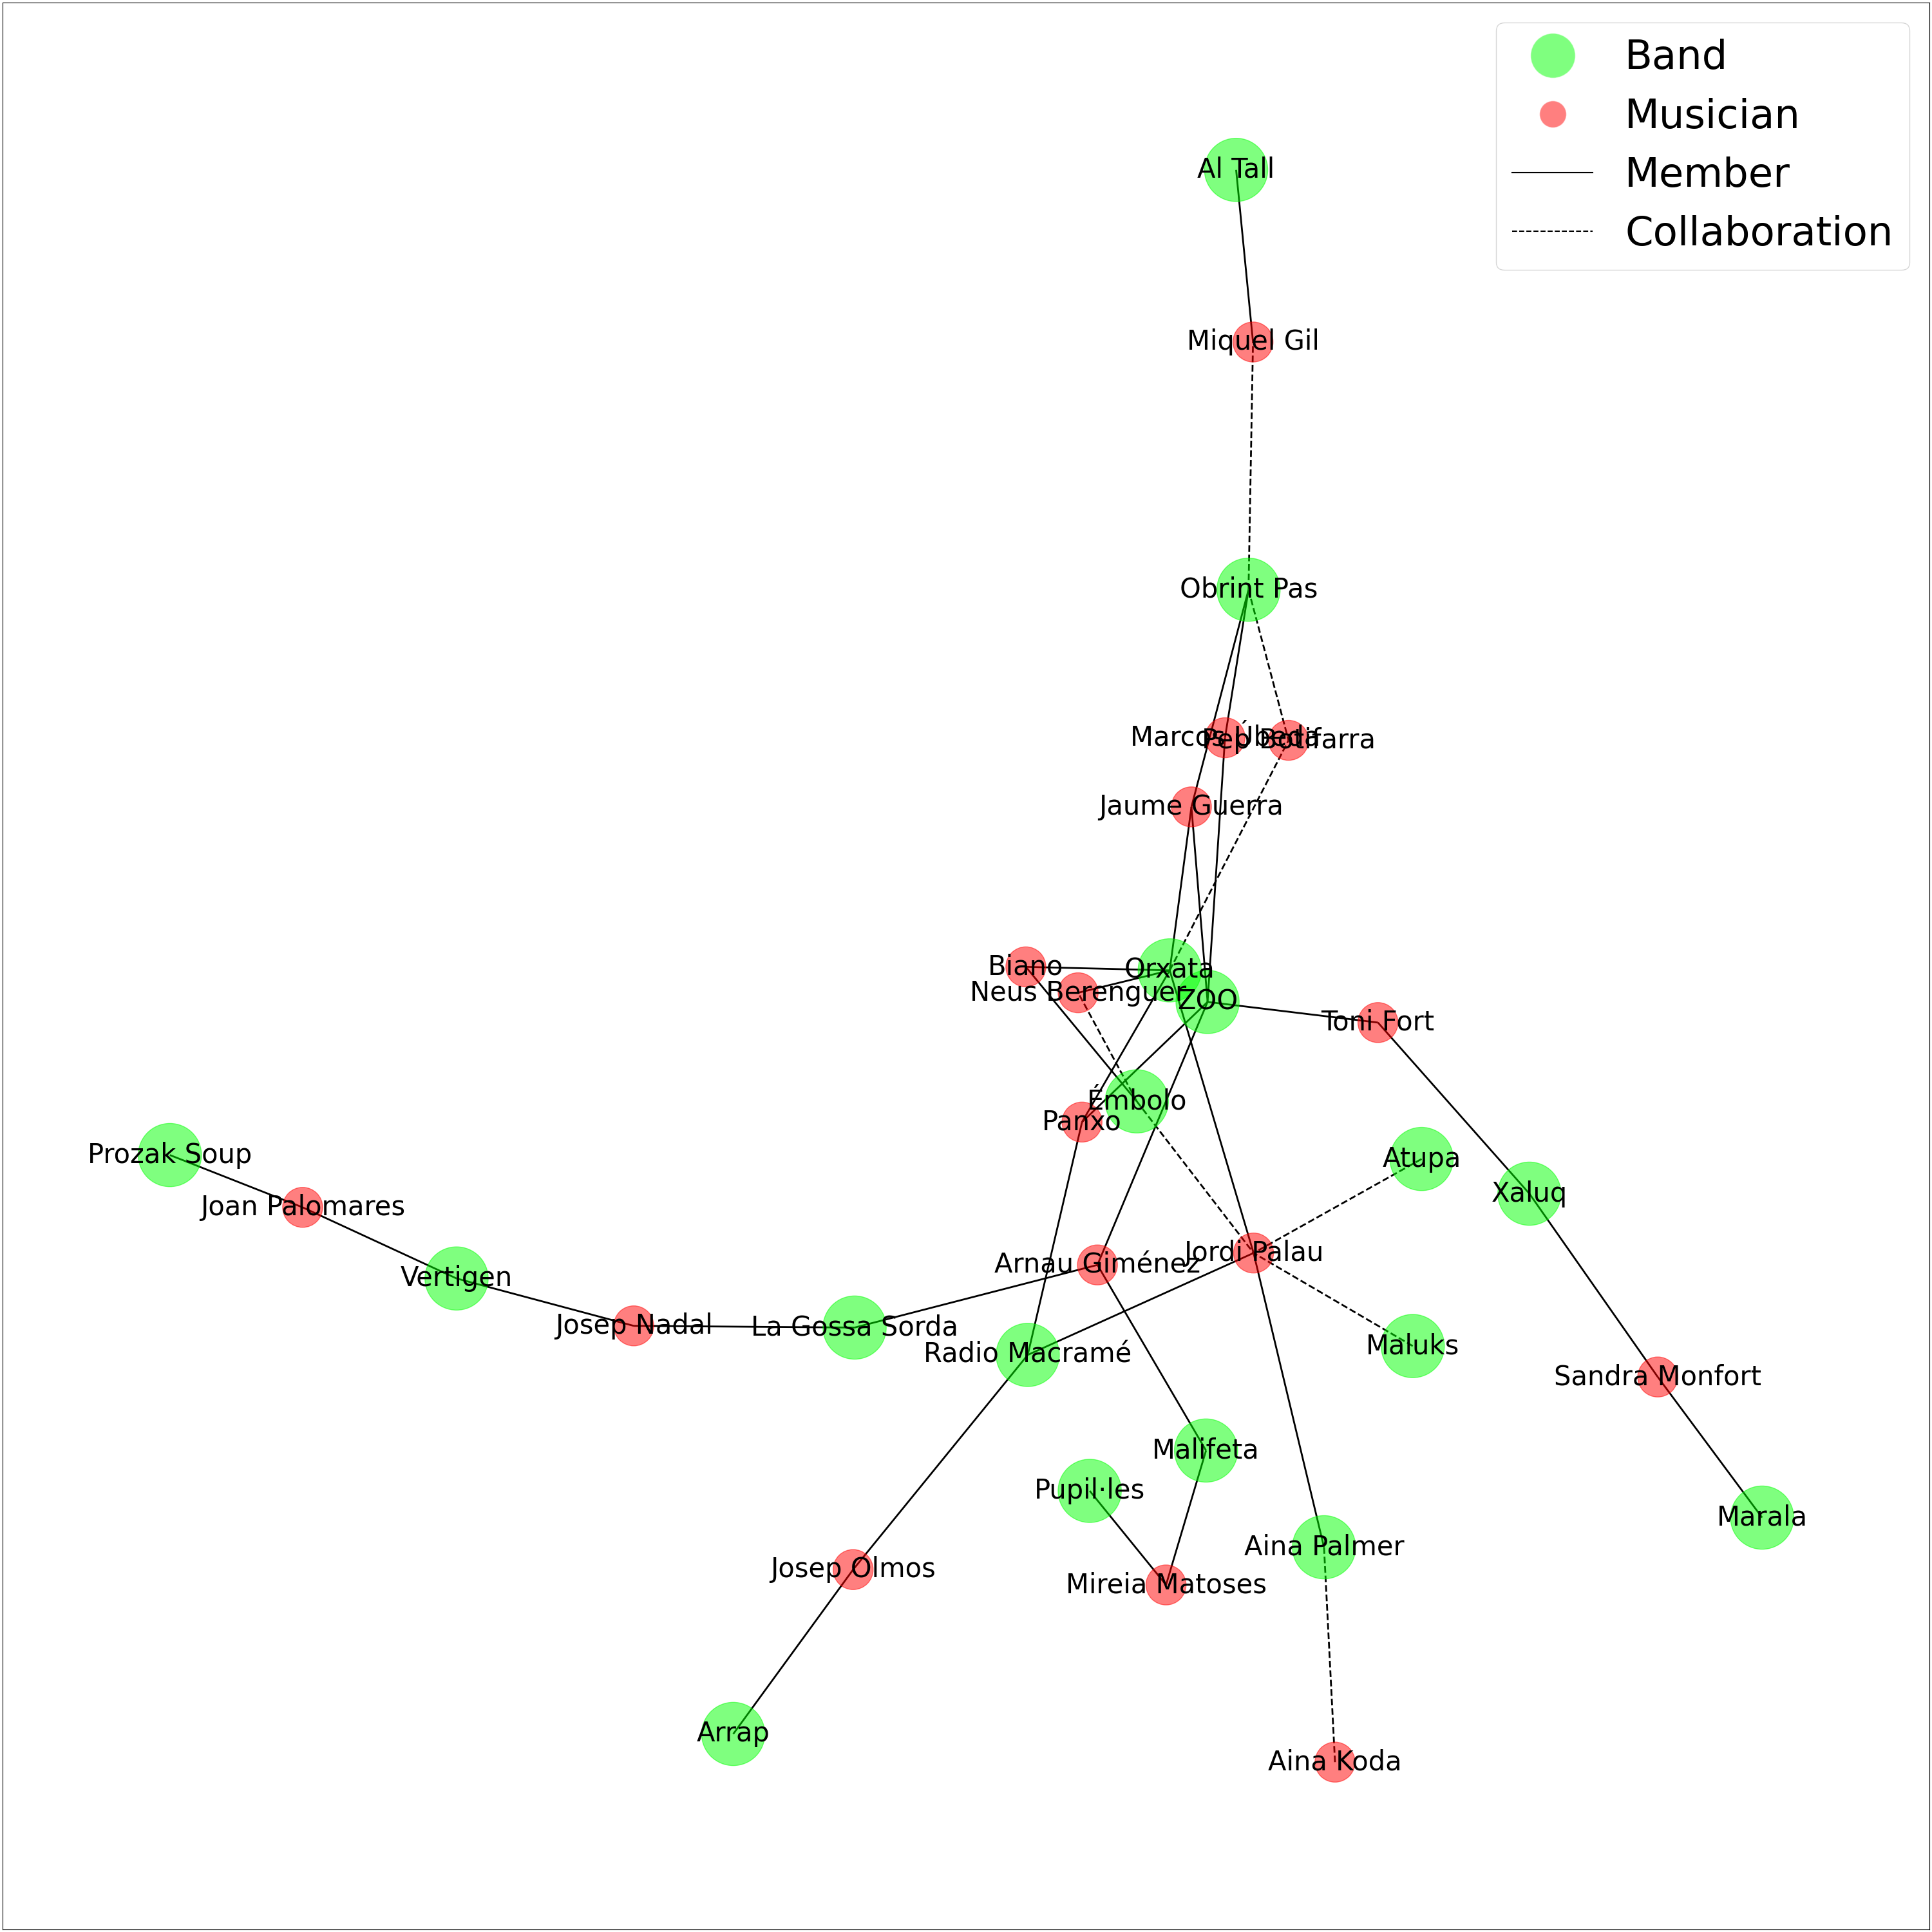 Band
Musician
Member
Collaboration
Al Tall
Miquel Gil
Obrint Pas
Marcos Úbeda
Pep Botifarra
Jaume Guerra
Biano
Orxata
Neus Berenguer
ZOO
Toni Fort
Èmbolo
Panxo
Prozak Soup
Atupa
Xaluq
Joan Palomares
Jordi Palau
Arnau Giménez
Vertigen
Josep Nadal
La Gossa Sorda
Radio Macramé
Maluks
Sandra Monfort
Malifeta
Pupil·les
Marala
Aina Palmer
Josep Olmos
Mireia Matoses
Arrap
Aina Koda